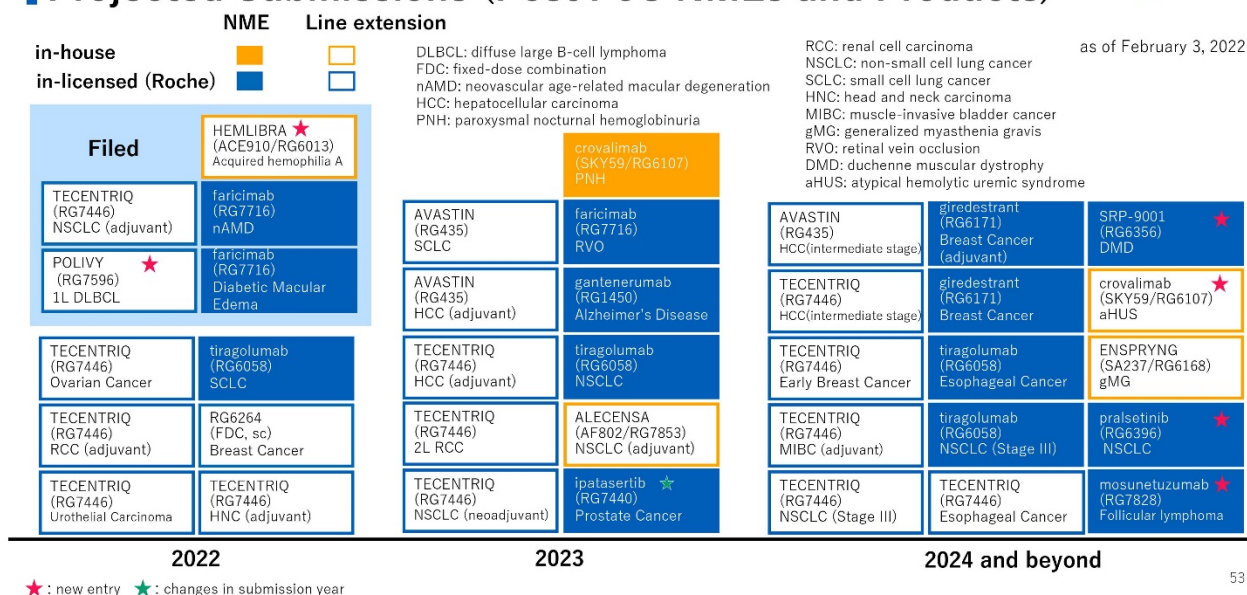 Projected Submissions (Post PoC NMEs and Products)
NME Line extension
in-house
in-licensed (Roche)
DLBCL: diffuse large B-cell lymphoma
FDC: fixed-dose combination
nAMD: neovascular age-related macular degeneration
HCC: hepatocellular carcinoma
PNH: paroxysmal nocturnal hemoglobinuria
RCC: renal cell carcinoma
NSCLC: non-small cell lung cancer
SCLC: small cell lung cancer
HNC: head and neck carcinoma
MIBC: muscle-invasive bladder cancer
gMG: generalized myasthenia gravis
RVO: retinal vein occlusion
DMD: duchenne muscular dystrophy
aHUS: atypical hemolytic uremic syndrome
as of February 3, 2022
Filed
HEMLIBRA
(ACE910/RG6013)
Acquired hemophilia A
TECENTRIQ
(RG7446)
NSCLC (adjuvant)
faricimab
(RG7716)
nAMD
POLIVY
(RG7596)
1L DLBCL
faricimab
(RG7716)
Diabetic Macular
Edema
TECENTRIQ
(RG7446)
Ovarian Cancer
tiragolumab
(RG6058)
SCLC
TECENTRIQ
(RG7446)
RCC (adjuvant)
RG6264
(FDC, sc)
Breast Cancer
TECENTRIQ
(RG7446)
Urothelial Carcinoma
TECENTRIQ
(RG7446)
HNC (adjuvant)
crovalimab
(SKY59/RG6107)
PNH
AVASTIN
(RG435)
SCLC
faricimab
(RG7716)
RVO
AVASTIN
(RG435)
HCC (adjuvant)
gantenerumab
(RG1450)
Alzheimer's Disease
TECENTRIQ
(RG7446)
HCC (adjuvant)
tiragolumab
(RG6058)
NSCLC
TECENTRIQ
(RG7446)
2L RCC
ALECENSA
(AF802/RG7853)
NSCLC (adjuvant)
TECENTRIQ
(RG7446)
NSCLC (neoadjuvant)
ipatasertib
(RG7440)
Prostate Cancer
AVASTIN
(RG435)
HCC(intermediate stage)
giredestrant
(RG6171)
Breast Cancer
(adjuvant)
SRP-9001
(RG6356)
DMD
TECENTRIQ
(RG7446)
HCC(intermediate stage)
giredestrant
(RG6171)
Breast Cancer
crovalimab
(SKY59/RG6107)
aHUS
TECENTRIQ
(RG7446)
Early Breast Cancer
tiragolumab
(RG6058)
Esophageal Cancer
ENSPRYNG
(SA237/RG6168)
gMG
TECENTRIQ
(RG7446)
MIBC (adjuvant)
tiragolumab
(RG6058)
NSCLC (Stage III)
pralsetinib
(RG6396)
NSCLC
TECENTRIQ
(RG7446)
NSCLC (Stage III)
TECENTRIQ
(RG7446)
Esophageal Cancer
mosunetuzumab
(RG7828)
Follicular lymphoma
2022
2023
2024 and beyond
: new entry : changes in submission year
53